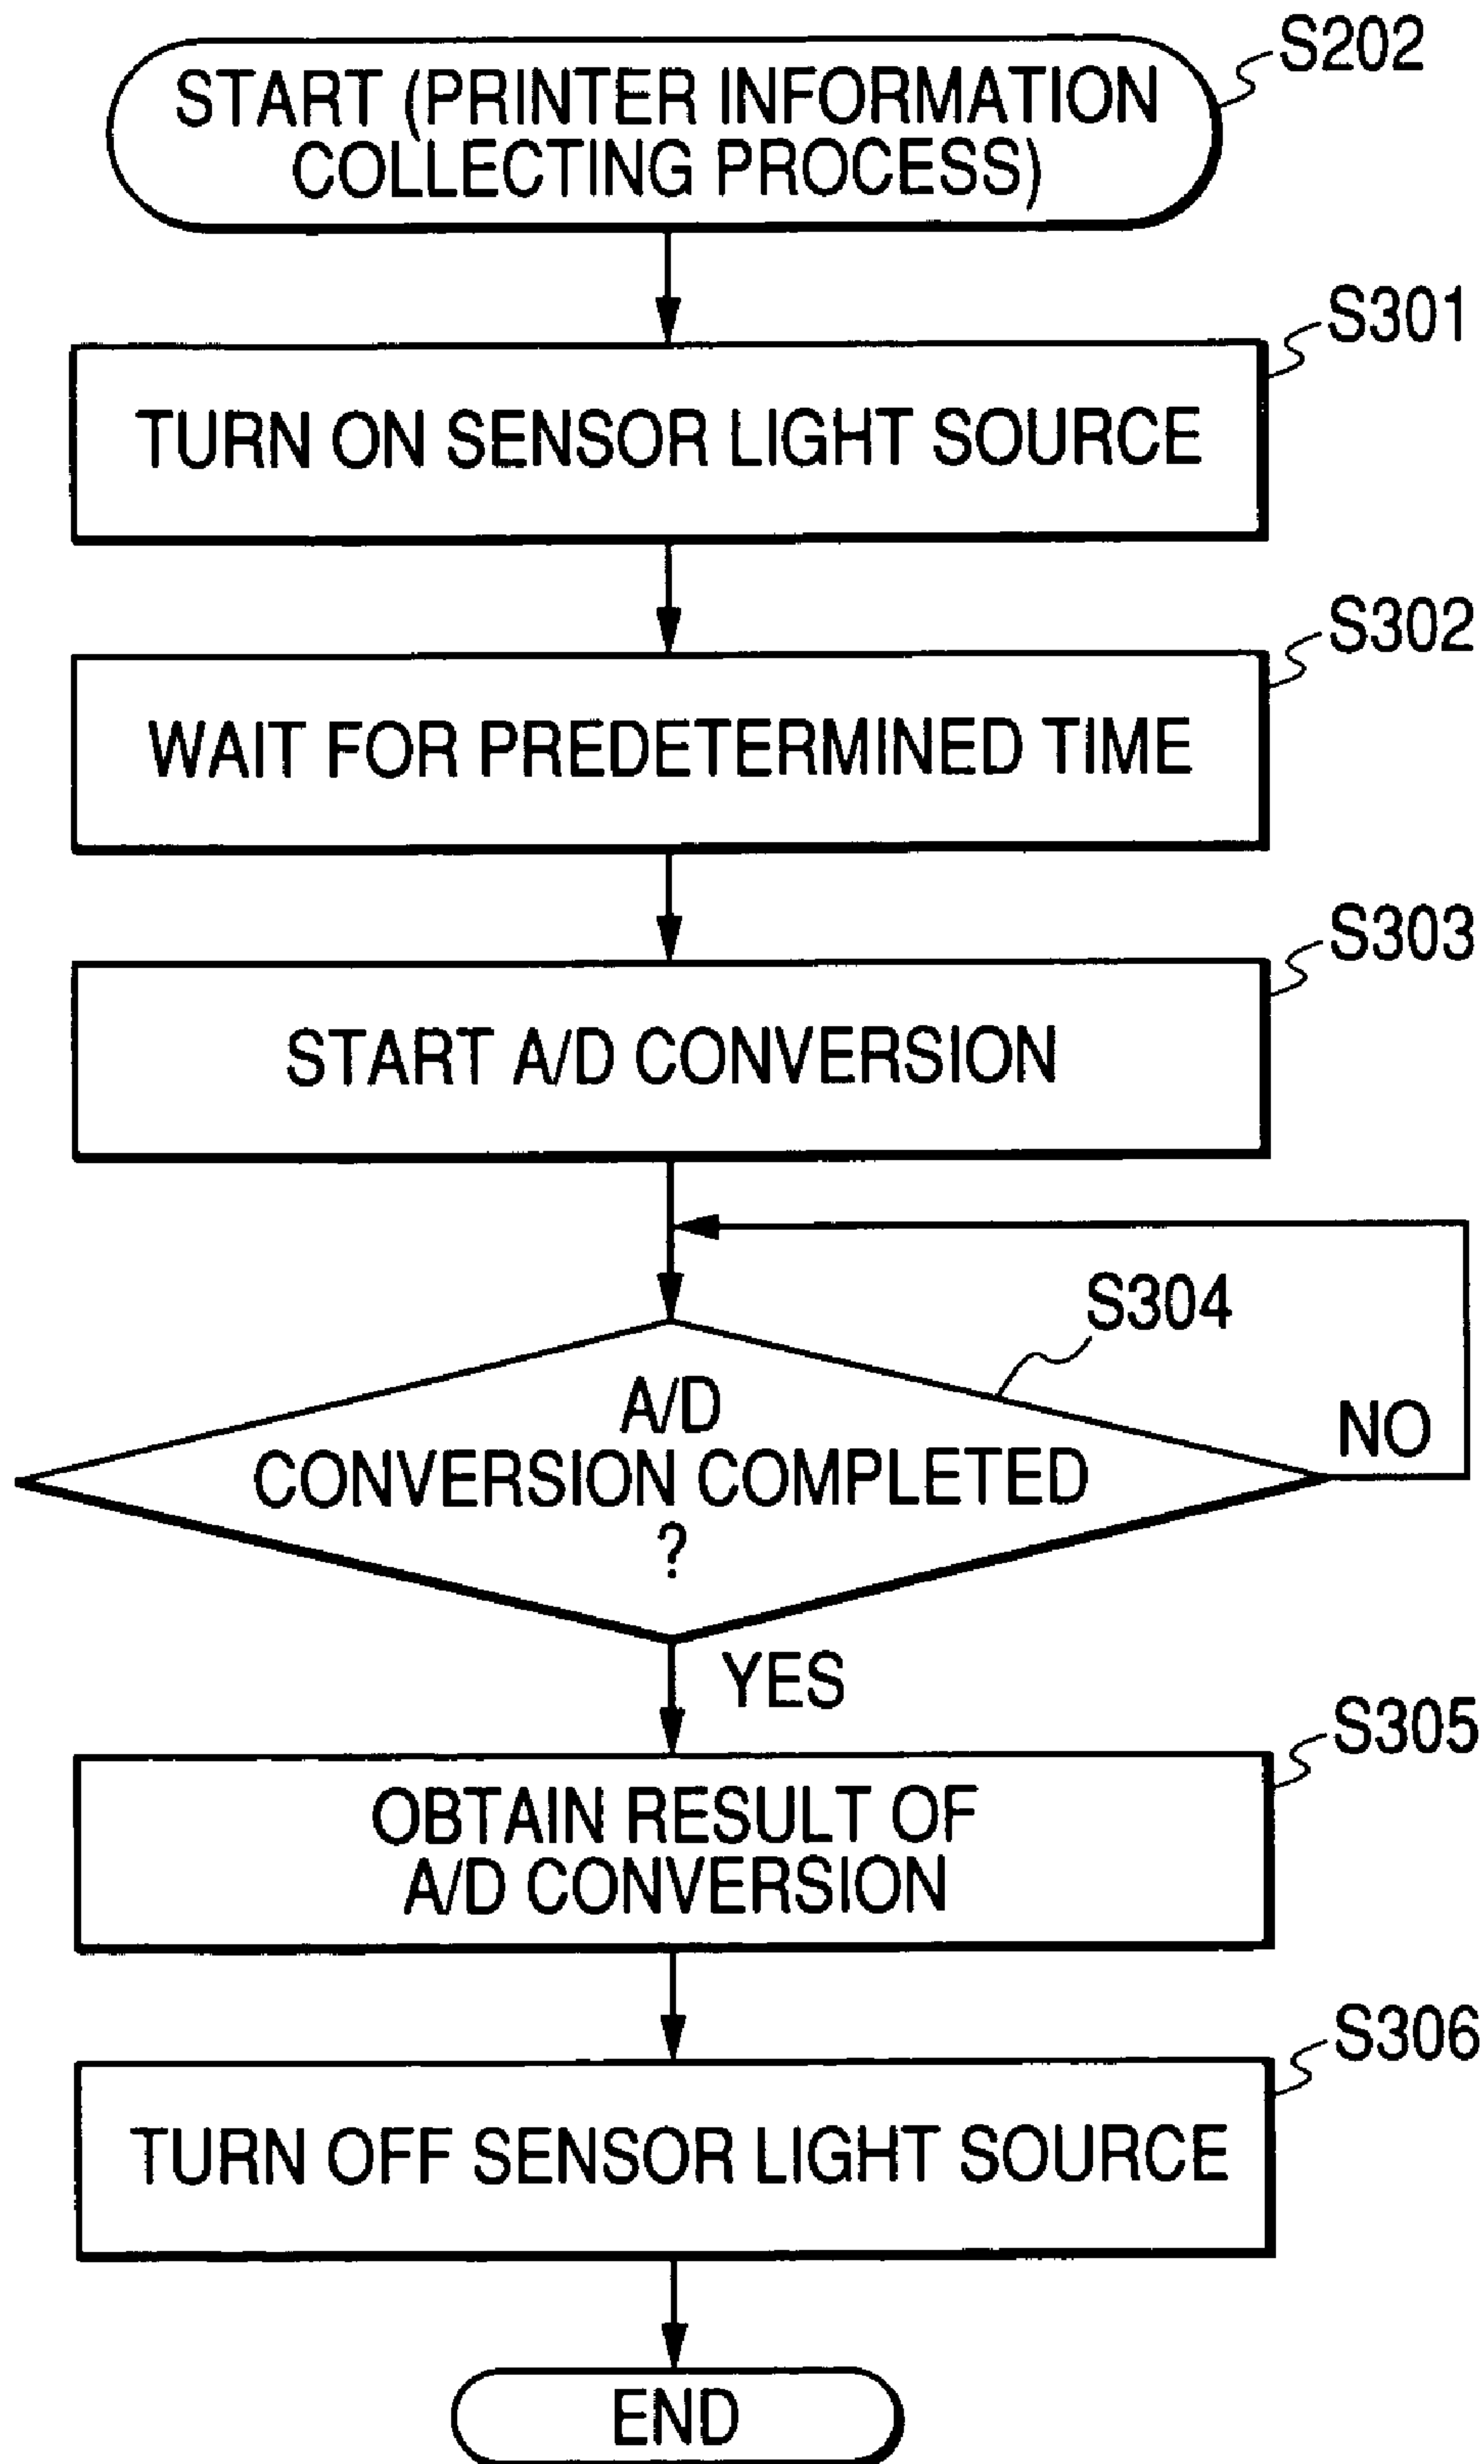 S202
START (PRINTER INFORMATION
COLLECTING PROCESS)
S301
TURN ON SENSOR LIGHT SOURCE
S302
WAIT FOR PREDETERMINED TIME
S303
START A/D CONVERSION
S304
A/D
CONVERSION COMPLETED
?
NO
YES
S305
OBTAIN RESULT OF
A/D CONVERSION
S306
TURN OFF SENSOR LIGHT SOURCE
END